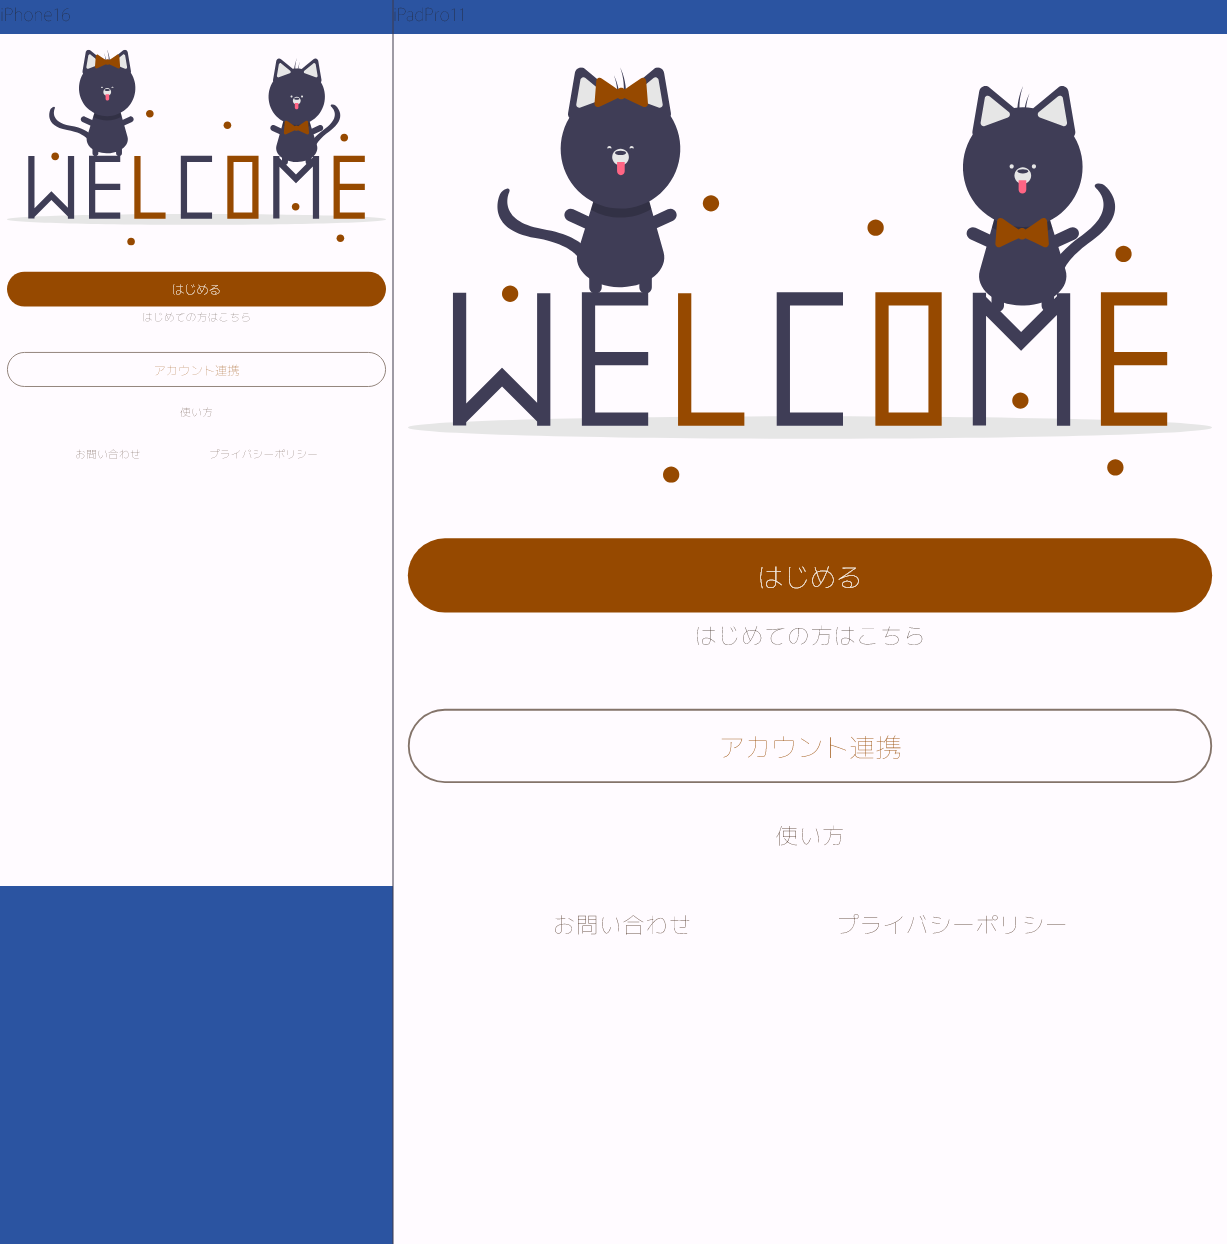 iPhone16
WELCOME
はじめる
はじめての方はこちら
アカウント連携
使い方
お問い合わせ プライバシーポリシー
iPadPro11
WELCOME
はじめる
はじめての方はこちら
アカウント連携
使い方
お問い合わせ プライバシーポリシー